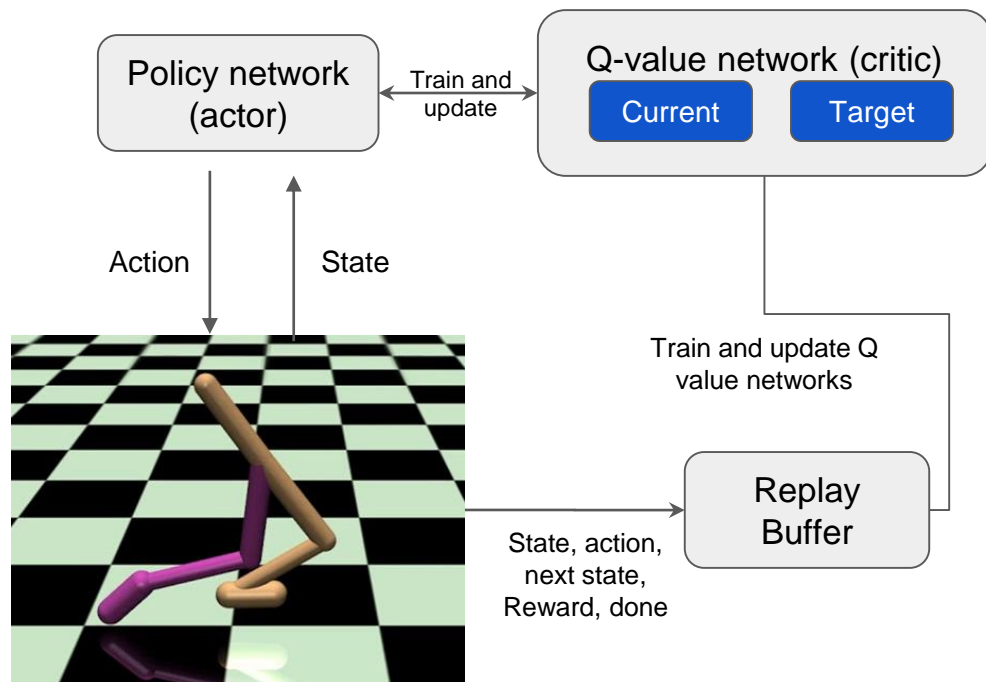 Policy network
(actor)
Train and
update
Q-value network (critic)
Current
Target
Action
State
Train and update Q
value networks
Replay
Buffer
State, action,
next state,
Reward, done